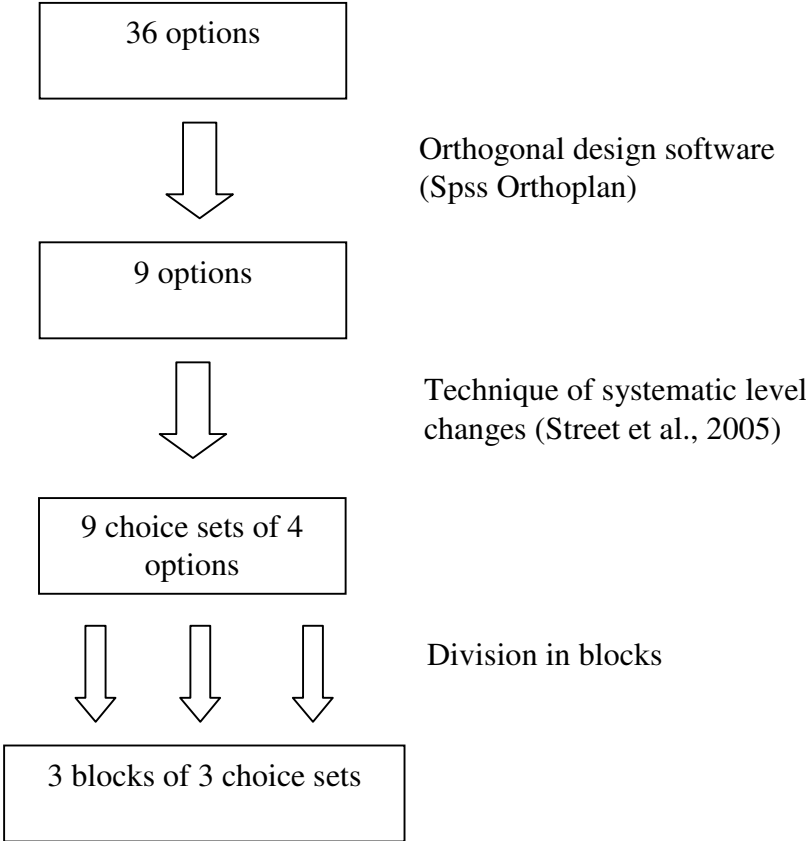 36 options
Orthogonal design software
(Spss Orthoplan)
9 options
Technique of systematic level
changes (Street et al., 2005)
9 choice sets of 4
options
Division in blocks
3 blocks of 3 choice sets